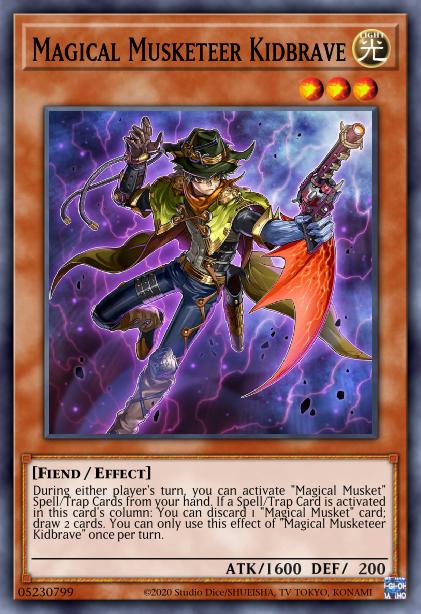 Magical Musketeer Kidbrave
LIGHT
光
[Fiend / Effect]
During either player's turn, you can activate "Magical Musket"
Spell/Trap Cards from your hand. If a Spell/Trap Card is activated
in this card's column: You can discard 1 "Magical Musket" card;
draw 2 cards. You can only use this effect of "Magical Musketeer
Kidbrave" once per turn.
ATK/1600 DEF/ 200
05230799
©2020 Studio Dice/SHUEISHA, TV TOKYO, KONAMI